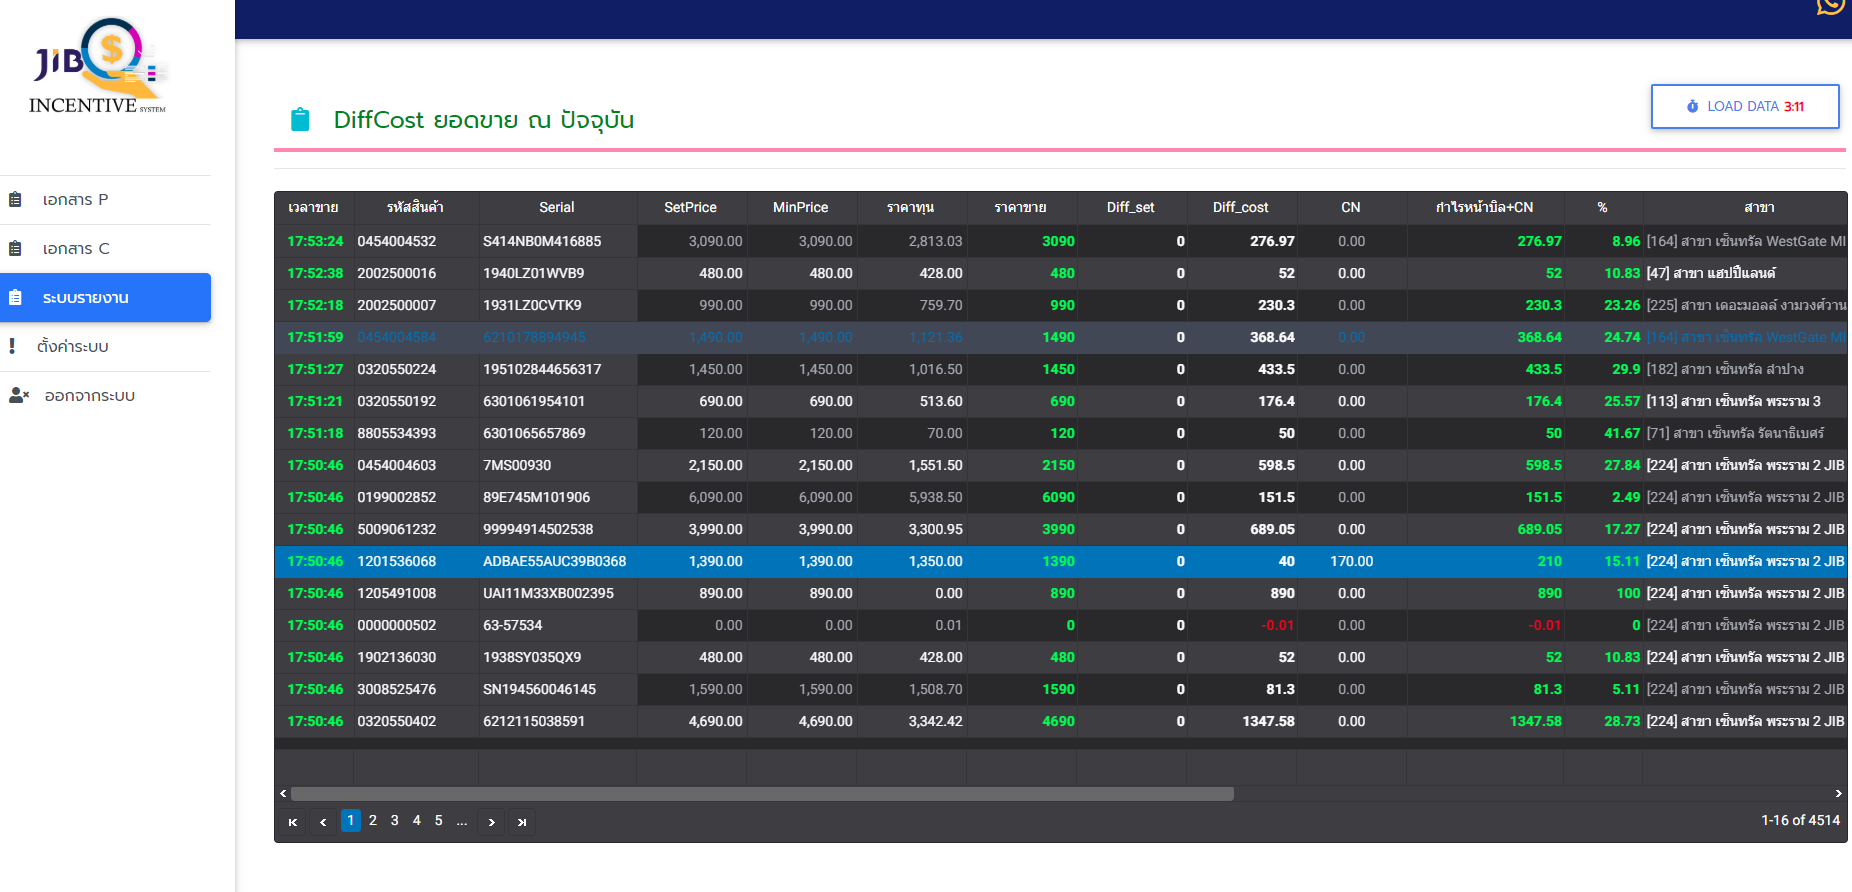 JIB
INCENTIVE SYSTEM
เอกสาร P
เอกสาร C
ระบบรายงาน
ตั้งค่าระบบ
ออกจากระบบ
DiffCost ยอดขาย ณ ปัจจุบัน
LOAD DATA 3:11
เวลาขาย รหัสสินค้า Serial SetPrice MinPrice ราคาทุน ราคาขาย Diff_set Diff_cost CN กำไรหน้าบิล+CN % สาขา
17:53:24 0454004532 S414NB0M416885 3,090.00 3,090.00 2,813.03 3090 0 276.97 0.00 276.97 8.96 [164] สาขา เซ็นทรัล WestGate MI
17:52:38 2002500016 1940LZ01WVB9 480.00 480.00 428.00 480 0 52 0.00 52 10.83 [47] สาขา แฮปปี้แลนด์
17:52:18 2002500007 1931LZ0CVTK9 990.00 990.00 759.70 990 0 230.3 0.00 230.3 23.26 [225] สาขา เดอะมอลล์ งามวงศ์วาน
17:51:59 0454004584 6210178894945 1,490.00 1,490.00 1,121.36 1490 0 368.64 0.00 368.64 24.74 [164] สาขา เซ็นทรัล WestGate MI
17:51:27 0320550224 195102844656317 1,450.00 1,450.00 1,016.50 1450 0 433.5 0.00 433.5 29.9 [182] สาขา เซ็นทรัล ลำปาง
17:51:21 0320550192 6301061954101 690.00 690.00 513.60 690 0 176.4 0.00 176.4 25.57 [113] สาขา เซ็นทรัล พระราม 3
17:51:18 8805534393 6301065657869 120.00 120.00 70.00 120 0 50 0.00 50 41.67 [71] สาขา เซ็นทรัล รัตนาธิเบศร์
17:50:46 0454004603 7MS00930 2,150.00 2,150.00 1,551.50 2150 0 598.5 0.00 598.5 27.84 [224] สาขา เซ็นทรัล พระราม 2 JIB
17:50:46 0199002852 89E745M101906 6,090.00 6,090.00 5,938.50 6090 0 151.5 0.00 151.5 2.49 [224] สาขา เซ็นทรัล พระราม 2 JIB
17:50:46 5009061232 99994914502538 3,990.00 3,990.00 3,300.95 3990 0 689.05 0.00 689.05 17.27 [224] สาขา เซ็นทรัล พระราม 2 JIB
17:50:46 1201536068 ADBAE55AUC39B0368 1,390.00 1,390.00 1,350.00 1390 0 40 170.00 210 15.11 [224] สาขา เซ็นทรัล พระราม 2 JIB
17:50:46 1205491008 UAI11M33XB002395 890.00 890.00 0.00 890 0 890 0.00 890 100 [224] สาขา เซ็นทรัล พระราม 2 JIB
17:50:46 0000000502 63-57534 0.00 0.00 0.01 0 0 -0.01 0.00 -0.01 0 [224] สาขา เซ็นทรัล พระราม 2 JIB
17:50:46 1902136030 1938SY035QX9 480.00 480.00 428.00 480 0 52 0.00 52 10.83 [224] สาขา เซ็นทรัล พระราม 2 JIB
17:50:46 3008525476 SN194560046145 1,590.00 1,590.00 1,508.70 1590 0 81.3 0.00 81.3 5.11 [224] สาขา เซ็นทรัล พระราม 2 JIB
17:50:46 0320550402 6212115038591 4,690.00 4,690.00 3,342.42 4690 0 1347.58 0.00 1347.58 28.73 [224] สาขา เซ็นทรัล พระราม 2 JIB
1 2 3 4 5 ... 1-16 of 4514